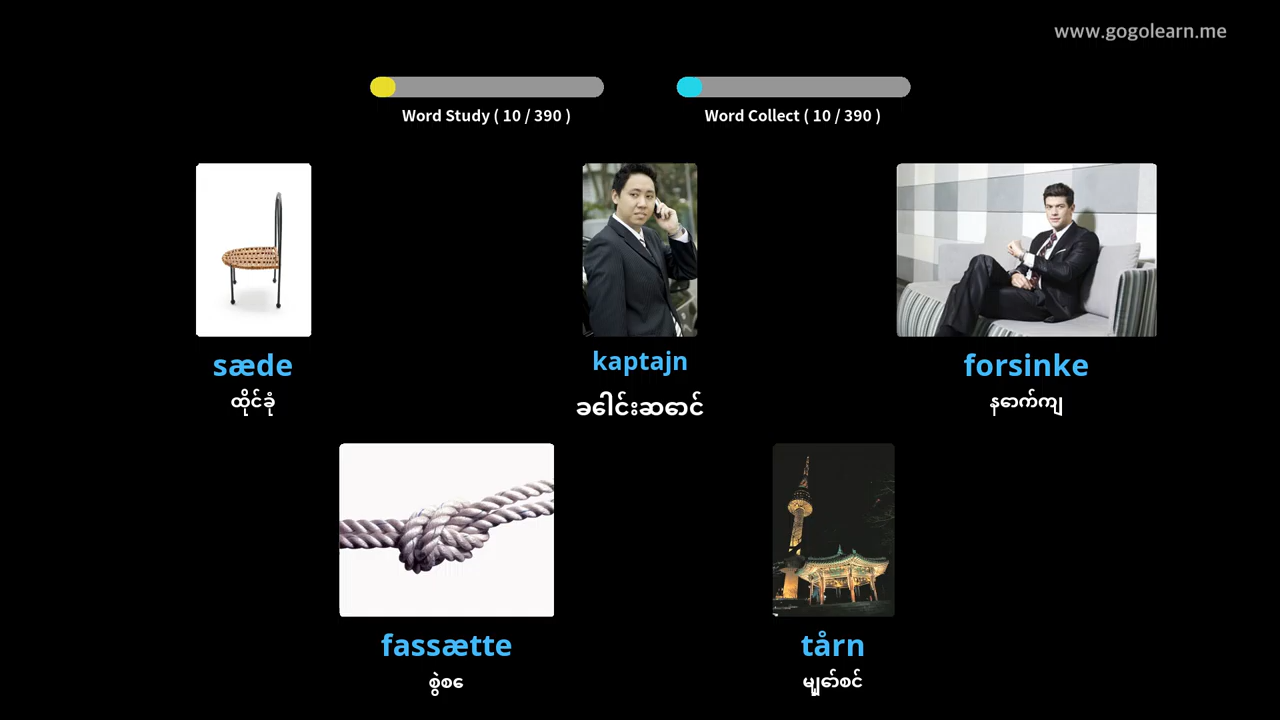 www.gogolearn.me
Word Study ( 10 / 390 )
Word Collect ( 10 / 390 )
sæde
ထိုင်ခုံ
kaptajn
ခေါင်းဆောင်
forsinke
နောက်ကျ
fassætte
စွဲစေ
tårn
မျှော်စင်